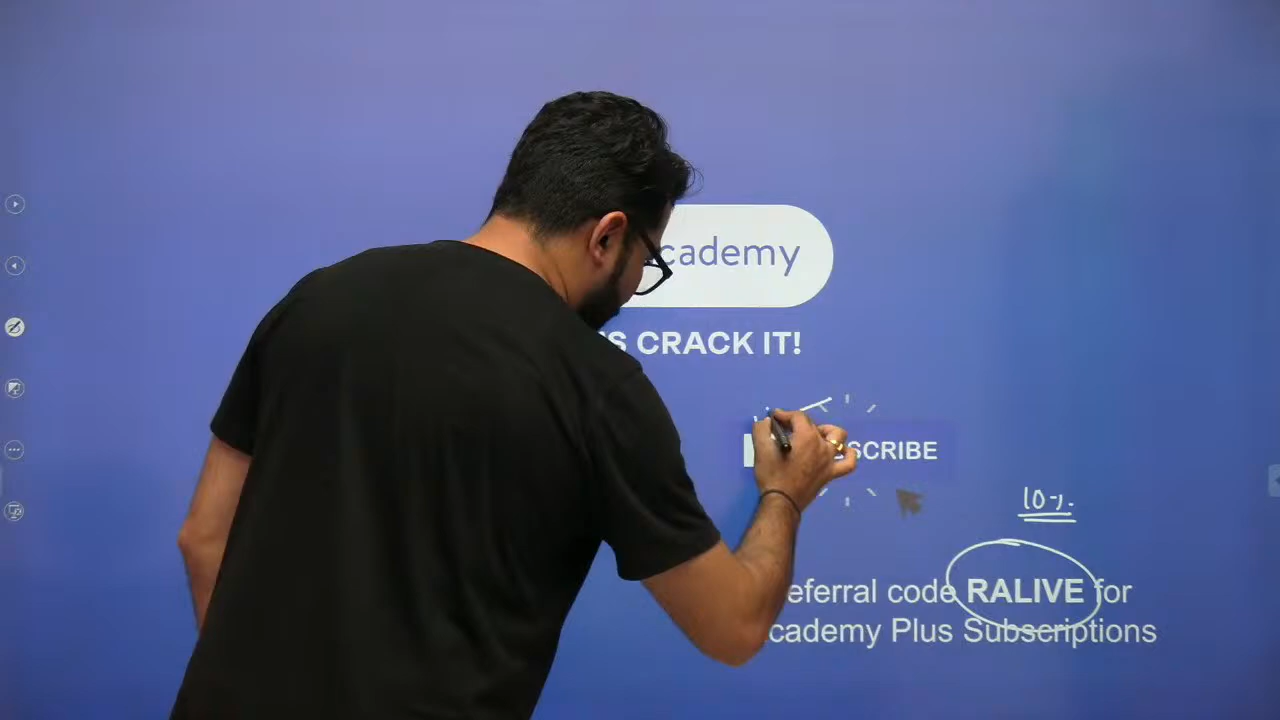 cademy
S CRACK IT!
SCRIBE
10%
eferral code RALIVE for
cademy Plus Subscriptions